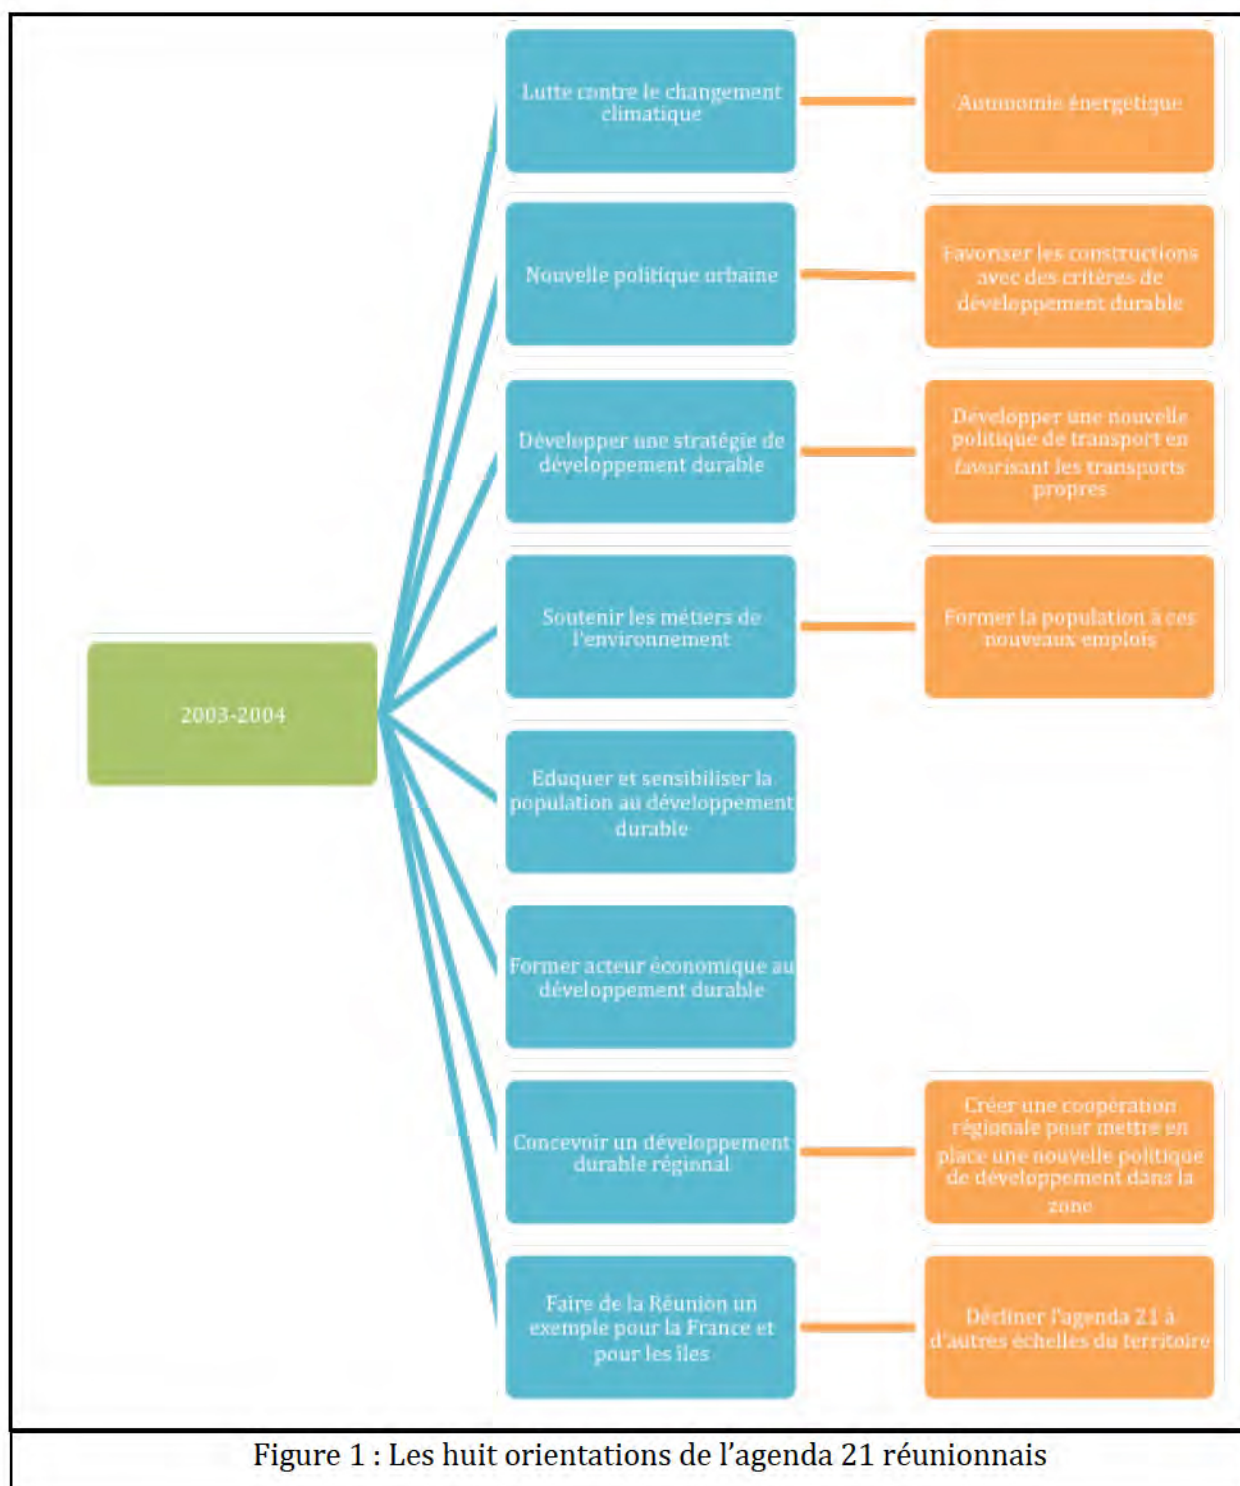 Lutte contre le changement
climatique
Autonomie énergétique
Nouvelle politique urbaine
Favoriser les constructions
avec des critères de
développement durable
Développer une stratégie de
développement durable
Développer une nouvelle
politique de transport en
favorisant les transports
propres
Soutenir les métiers de
l'environnement
Former la population à ces
nouveaux emplois
2003-2004
Eduquer et sensibiliser la
population au développement
durable
Former acteur économique au
développement durable
Concevoir un développement
durable régional
Créer une coopération
régionale pour mettre en
place une nouvelle politique
de développement dans la
zone
Faire de la Réunion un
exemple pour la France et
pour les îles
Décliner l'agenda 21 à
d'autres échelles du territoire
Figure 1 : Les huit orientations de l'agenda 21 réunionnais